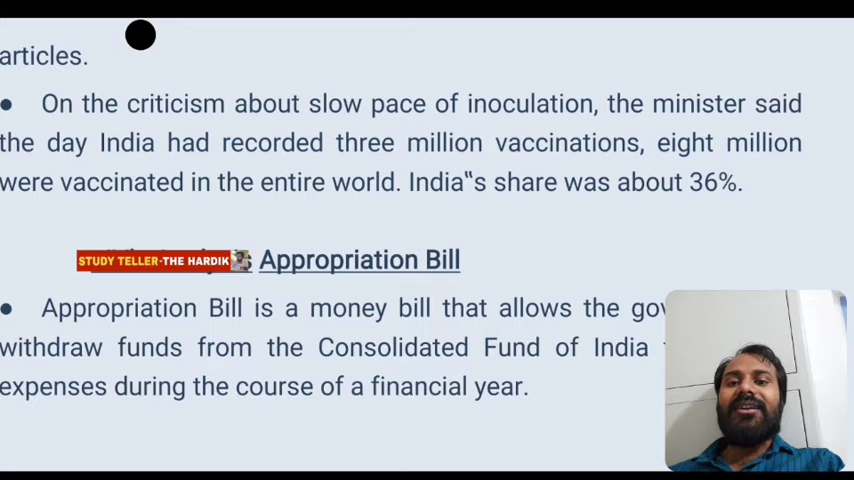 articles.
● On the criticism about slow pace of inoculation, the minister said
the day India had recorded three million vaccinations, eight million
were vaccinated in the entire world. India‟s share was about 36%.
STUDY TELLER-THE HARDIK
Appropriation Bill
● Appropriation Bill is a money bill that allows the
withdraw funds from the Consolidated Fund of India
expenses during the course of a financial year.